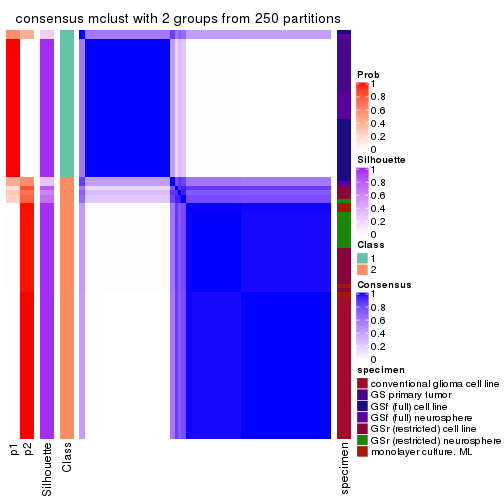 consensus mclust with 2 groups from 250 partitions
Prob
1
0.8
0.6
0.4
0.2
0
Silhouette
1
0.8
0.6
0.4
0.2
0
Class
1
2
Consensus
1
0.8
0.6
0.4
0.2
0
specimen
conventional glioma cell line
GS primary tumor
GSf (full) cell line
GSf (full) neurosphere
GSr (restricted) cell line
GSr (restricted) neurosphere
monolayer culture. ML
p1
p2
Silhouette
Class
specimen